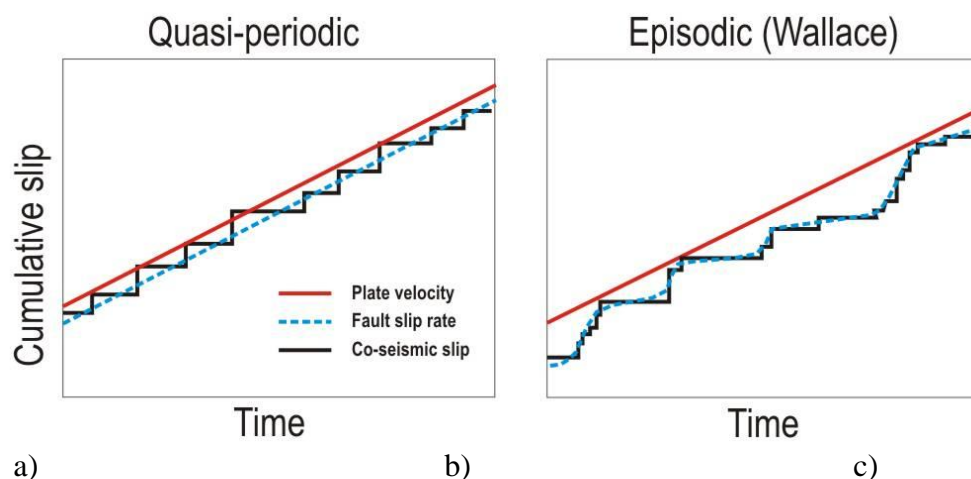 Quasi-periodic
Episodic (Wallace)
Cumulative slip
Plate velocity
Fault slip rate
Co-seismic slip
Time
Time
a) b) c)